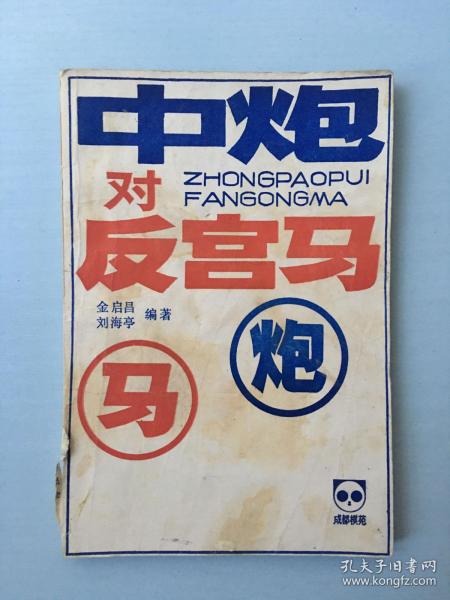 中炮
对
ZHONGPAOPUI
FANGONGMA
反宫马
金启昌
刘海亭
编著
炮
马
成都棋苑
孔夫子旧书网
www.kongfz.com